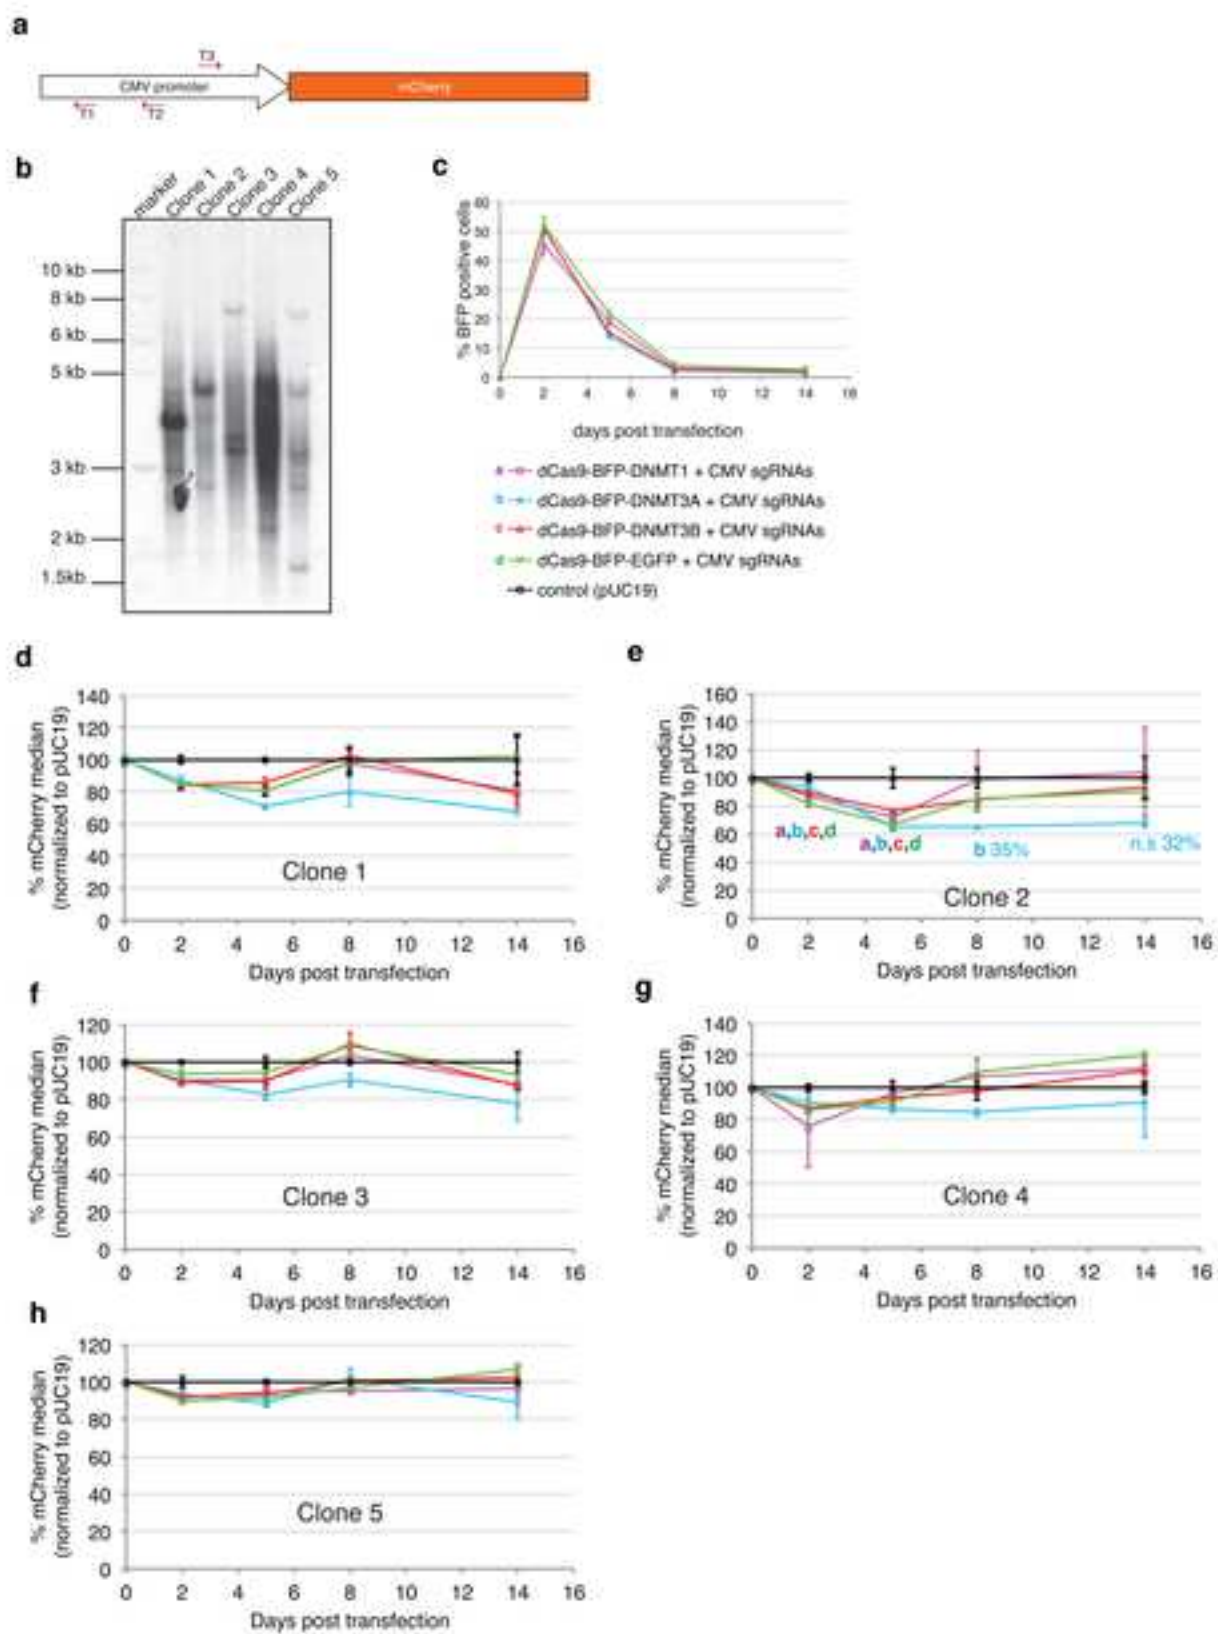 a
T3
CMV promoter
mCherry
T1
T2
b
marker
Clone 1
Clone 2
Clone 3
Clone 4
Clone 5
10 kb
8 kb
6 kb
5 kb
3 kb
2 kb
1.5kb
c
% BFP positive cells
60
50
40
30
20
10
0
0 2 4 6 8 10 12 14 16
days post transfection
a dCas9-BFP-DNMT1 + CMV sgRNAs
b dCas9-BFP-DNMT3A + CMV sgRNAs
c dCas9-BFP-DNMT3B + CMV sgRNAs
d dCas9-BFP-EGFP + CMV sgRNAs
control (pUC19)
d
% mCherry median
(normalized to pUC19)
140
120
100
80
60
40
20
0
Clone 1
0 2 4 6 8 10 12 14 16
Days post transfection
e
% mCherry median
(normalized to pUC19)
160
140
120
100
80
60
40
20
0
a,b,c,d
a,b,c,d
b 35%
n.s 32%
Clone 2
0 2 4 6 8 10 12 14 16
Days post transfection
f
% mCherry median
(normalized to pUC19)
120
100
80
60
40
20
0
Clone 3
0 2 4 6 8 10 12 14 16
Days post transfection
g
% mCherry median
(normalized to pUC19)
140
120
100
80
60
40
20
0
Clone 4
0 2 4 6 8 10 12 14 16
Days post transfection
h
% mCherry median
(normalized to pUC19)
120
100
80
60
40
20
0
Clone 5
0 2 4 6 8 10 12 14 16
Days post transfection